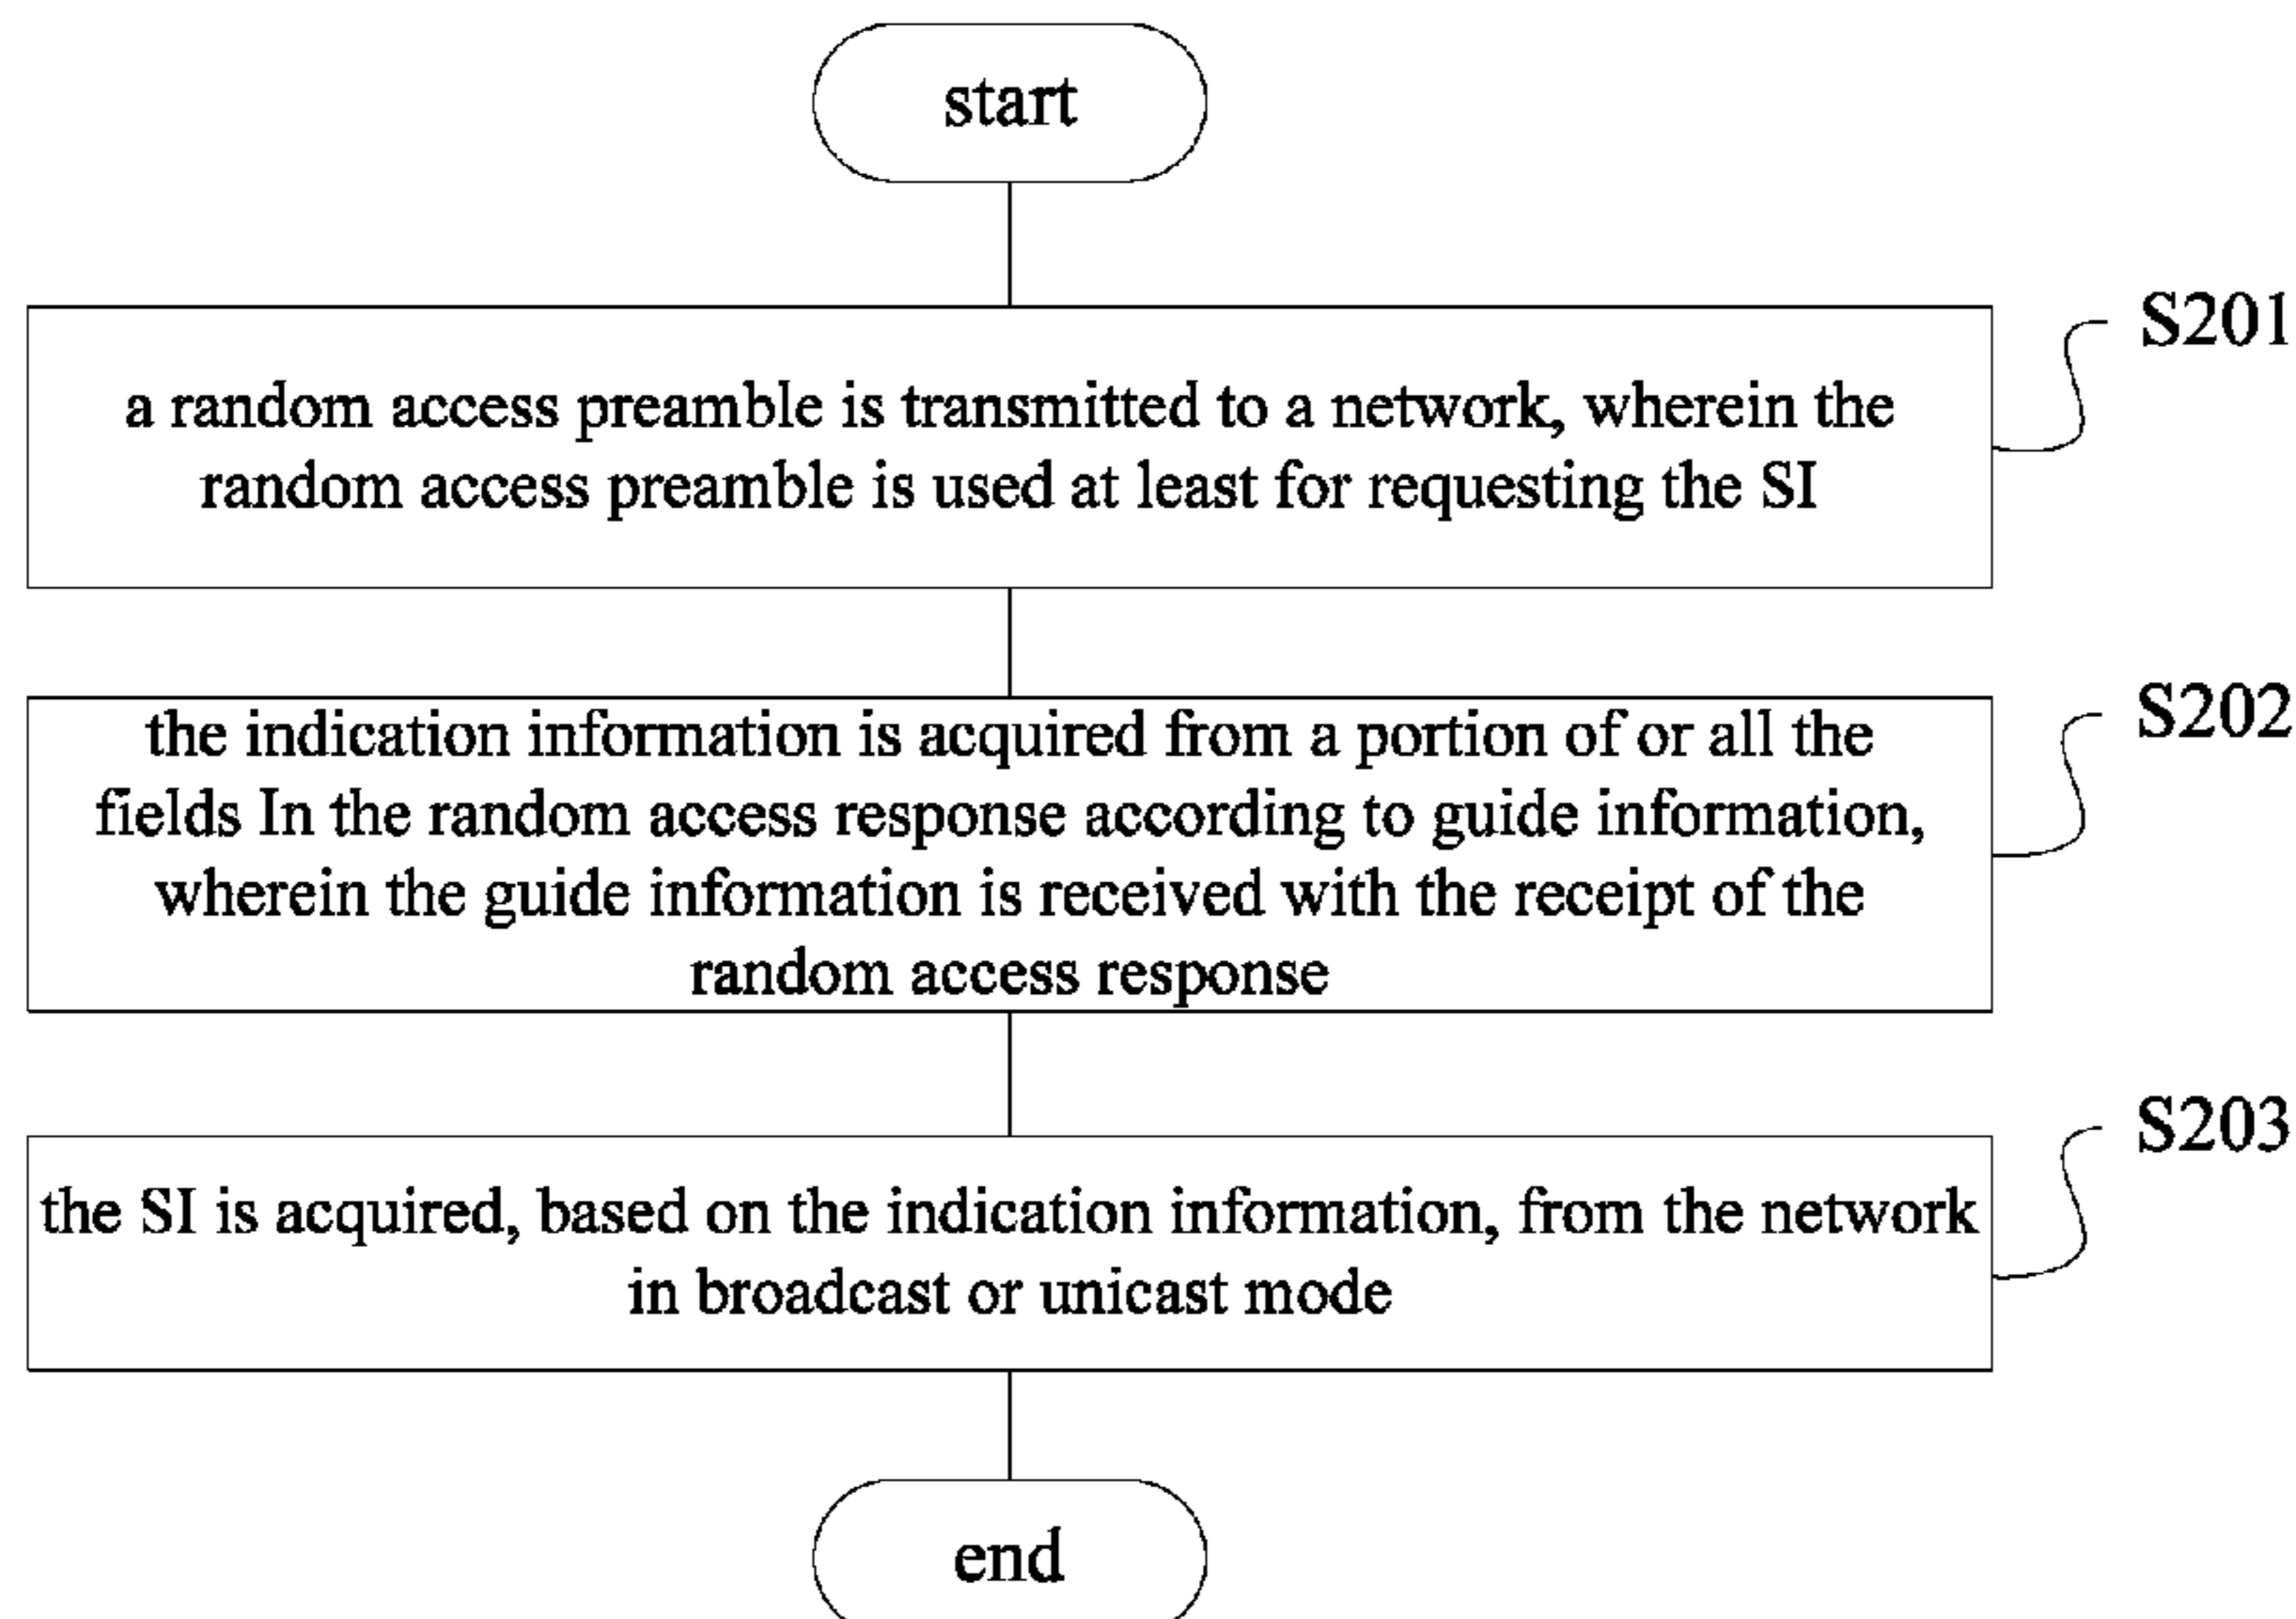 start
S201
a random access preamble is transmitted to a network, wherein the
random access preamble is used at least for requesting the SI
S202
the indication information is acquired from a portion of or all the
fields In the random access response according to guide information,
wherein the guide information is received with the receipt of the
random access response
S203
the SI is acquired, based on the indication information, from the network
in broadcast or unicast mode
end